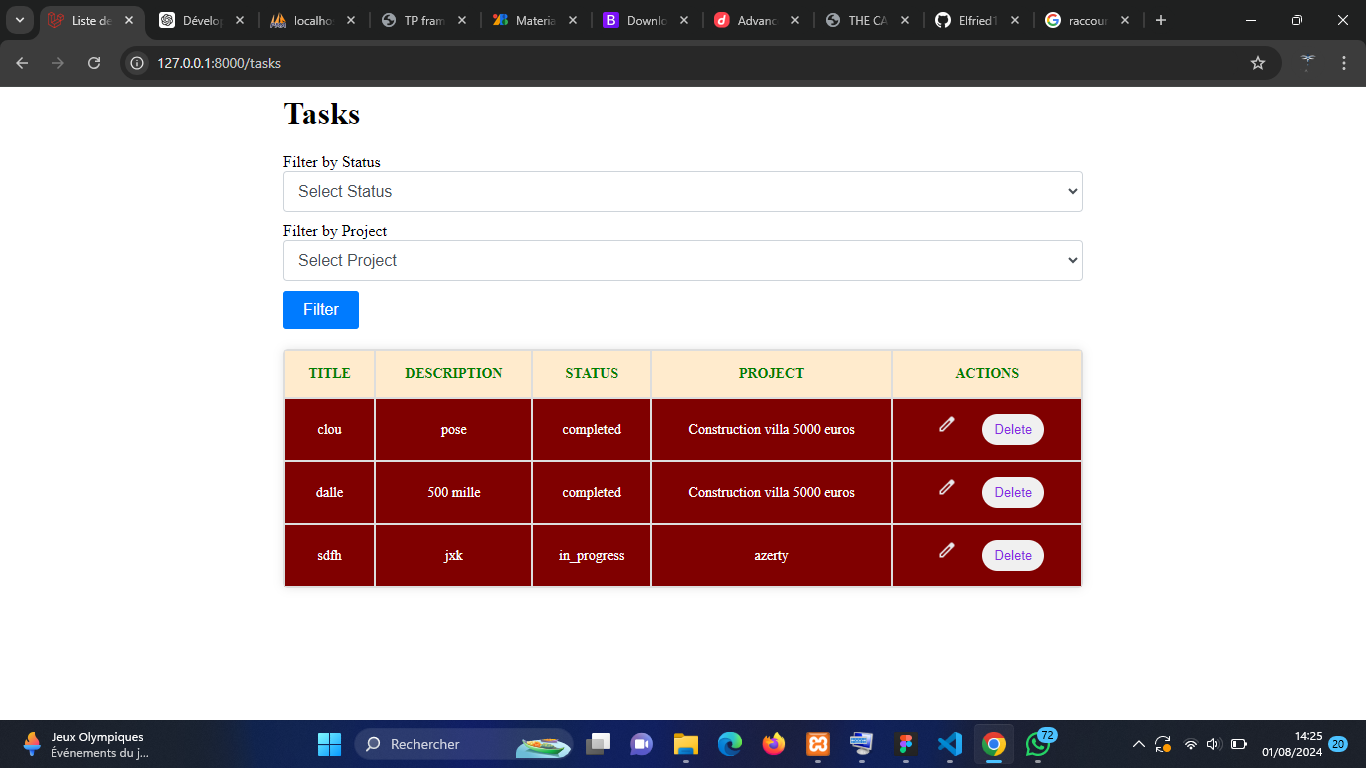 Liste de
Dévelop
localhos
TP fram
Materia
Downlo
Advanc
THE CA
Elfried1
raccour
127.0.0.1:8000/tasks
Tasks
Filter by Status
Select Status
Filter by Project
Select Project
Filter
TITLE DESCRIPTION STATUS PROJECT ACTIONS
clou pose completed Construction villa 5000 euros Delete
dalle 500 mille completed Construction villa 5000 euros Delete
sdfh jxk in_progress azerty Delete
Jeux Olympiques
Événements du j...
Rechercher
72
14:25
01/08/2024
20